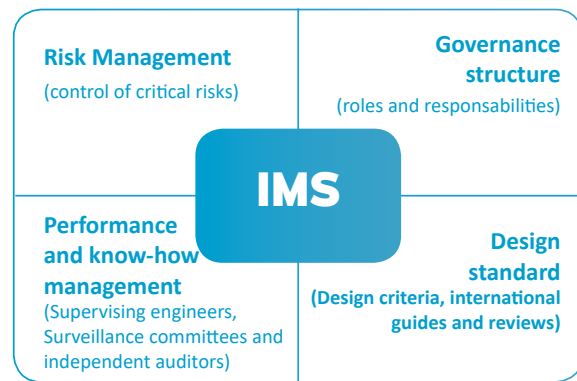 Risk Management
(control of critical risks)
Governance
structure
(roles and responsabilities)
IMS
Performance
and know-how
management
(Supervising engineers,
Surveillance committees and
independent auditors)
Design
standard
(Design criteria, international
guides and reviews)